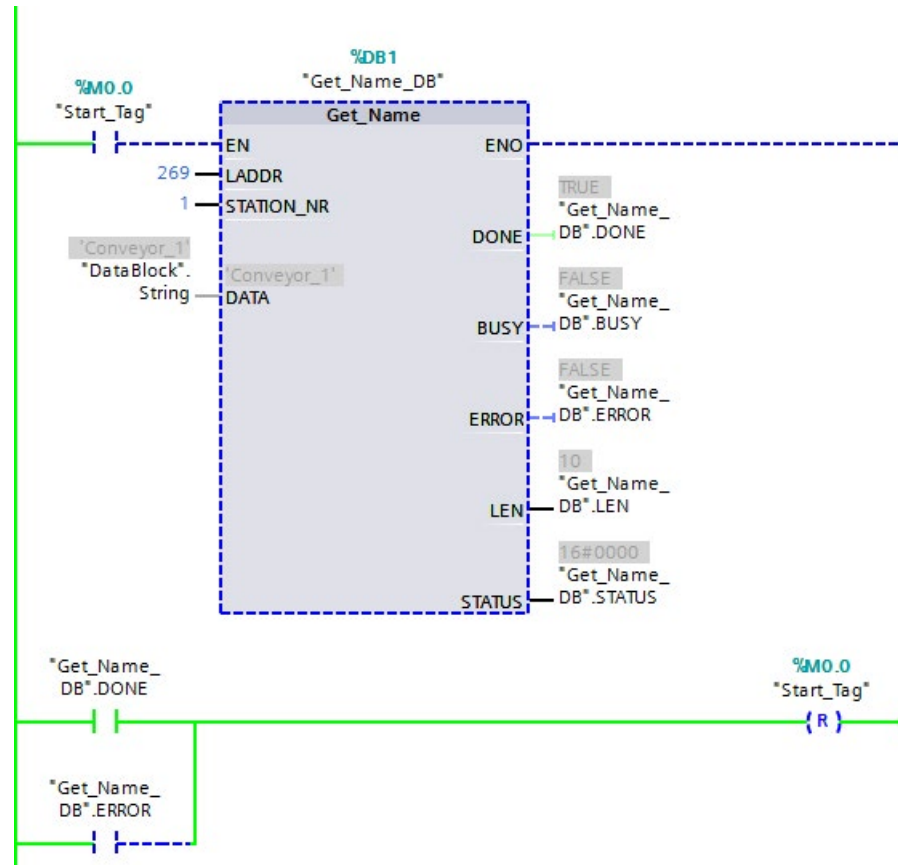 %DB1
"Get_Name_DB"
%M0.0
"Start_Tag"
Get_Name
EN
ENO
269
LADDR
1
STATION_NR
TRUE
"Get_Name_
DB".DONE
DONE
'Conveyor_1'
"DataBlock".
String
'Conveyor_1'
DATA
FALSE
"Get_Name_
DB".BUSY
BUSY
FALSE
"Get_Name_
DB".ERROR
ERROR
10
"Get_Name_
DB".LEN
LEN
16#0000
"Get_Name_
DB".STATUS
STATUS
"Get_Name_
DB".DONE
%M0.0
"Start_Tag"
R
"Get_Name_
DB".ERROR